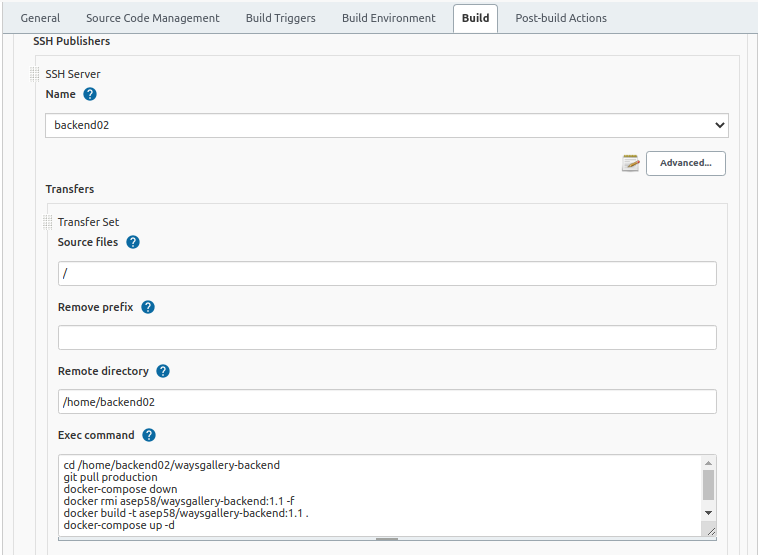 General Source Code Management Build Triggers Build Environment Build Post-build Actions
SSH Publishers
SSH Server
Name ?
backend02
Advanced...
Transfers
Transfer Set
Source files ?
/
Remove prefix ?
Remote directory ?
/home/backend02
Exec command ?
cd /home/backend02/waysgallery-backend
git pull production
docker-compose down
docker rmi asep58/waysgallery-backend:1.1 -f
docker build -t asep58/waysgallery-backend:1.1 .
docker-compose up -d